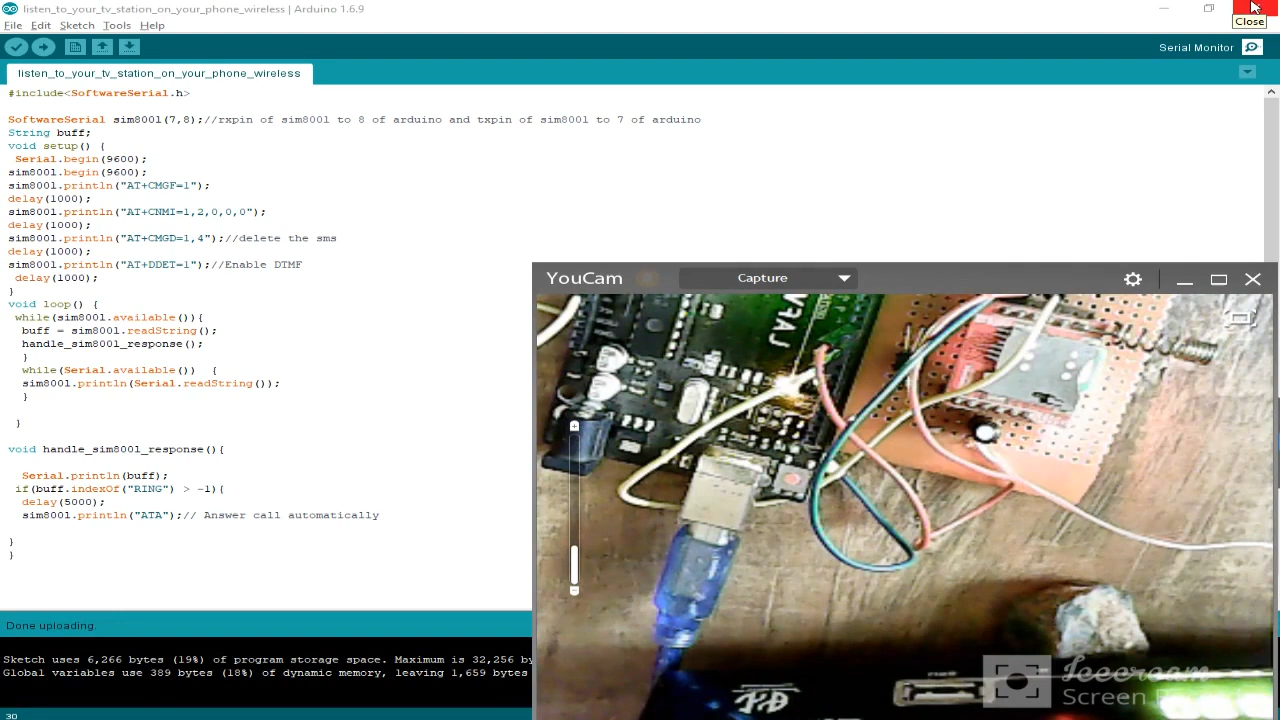 listen_to_your_tv_station_on_your_phone_wireless | Arduino 1.6.9
Close
File Edit Sketch Tools Help
Serial Monitor
listen_to_your_tv_station_on_your_phone_wireless
#include<SoftwareSerial.h>
SoftwareSerial sim800l(7,8);//rxpin of sim800l to 8 of arduino and txpin of sim800l to 7 of arduino
String buff;
void setup() {
Serial.begin(9600);
sim800l.begin(9600);
sim800l.println("AT+CMGF=1");
delay(1000);
sim800l.println("AT+CNMI=1,2,0,0,0");
delay(1000);
sim800l.println("AT+CMGD=1,4");//delete the sms
delay(1000);
sim800l.println("AT+DDET=1");//Enable DTMF
delay(1000);
}
void loop() {
while(sim800l.available()){
buff = sim800l.readString();
handle_sim800l_response();
}
while(Serial.available()) {
sim800l.println(Serial.readString());
}
}
void handle_sim800l_response(){
Serial.println(buff);
if(buff.indexOf("RING") > -1){
delay(5000);
sim800l.println("ATA");// Answer call automatically
}
}
Done uploading.
Sketch uses 6,266 bytes (19%) of program storage space. Maximum is 32,256 by
Global variables use 389 bytes (18%) of dynamic memory, leaving 1,659 bytes
30
YouCam
Capture
VRAJ
Icecream
Screen Re